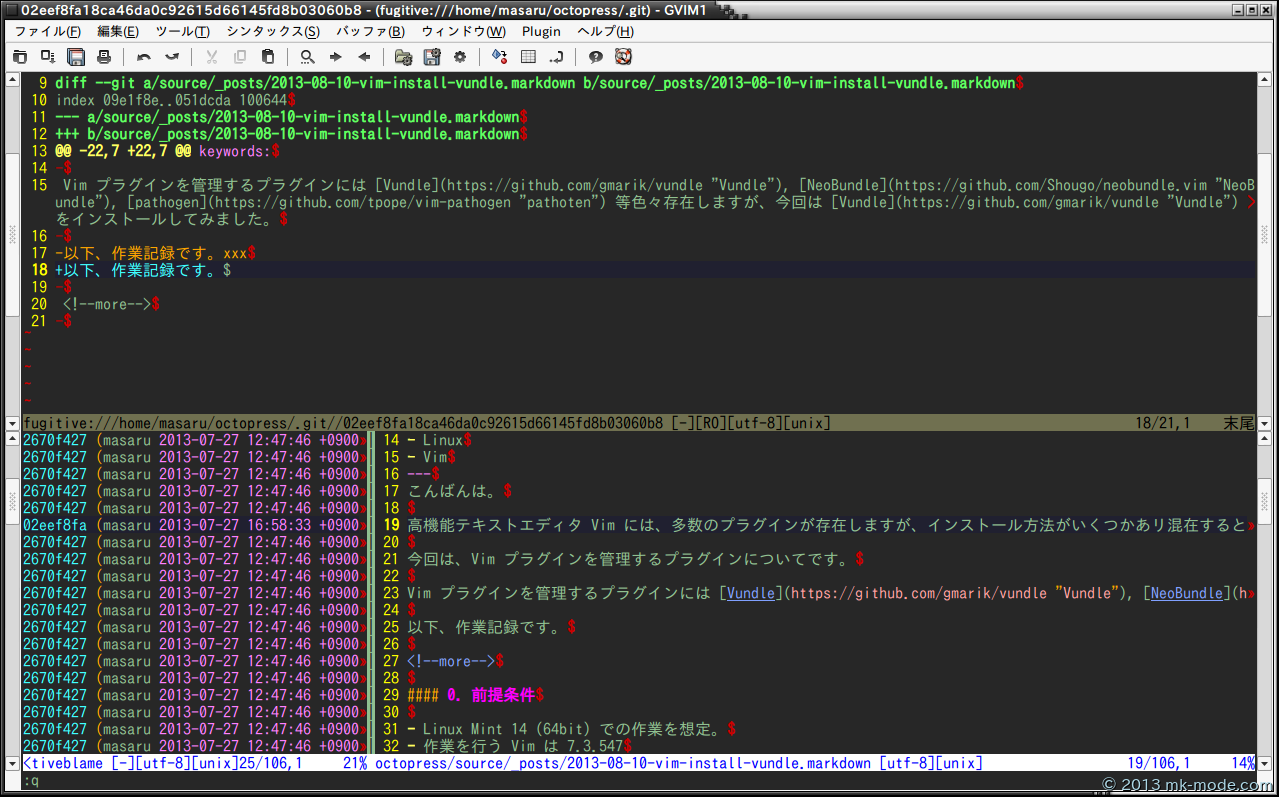 02eef8fa18ca46da0c92615d66145fd8b03060b8 - (fugitive:///home/masaru/octopress/.git) - GVIM1
ファイル(F) 編集(E) ツール(T) シンタックス(S) バッファ(B) ウィンドウ(W) Plugin ヘルプ(H)
9 diff --git a/source/_posts/2013-08-10-vim-install-vundle.markdown b/source/_posts/2013-08-10-vim-install-vundle.markdown$
10 index 09e1f8e..051dcda 100644$
11 --- a/source/_posts/2013-08-10-vim-install-vundle.markdown$
12 +++ b/source/_posts/2013-08-10-vim-install-vundle.markdown$
13 @@ -22,7 +22,7 @@ keywords:$
14 -$
15 Vim プラグインを管理するプラグインには [Vundle](https://github.com/gmarik/vundle "Vundle"), [NeoBundle](https://github.com/Shougo/neobundle.vim "NeoB
undle"), [pathogen](https://github.com/tpope/vim-pathogen "pathoten") 等色々存在しますが、今回は [Vundle](https://github.com/gmarik/vundle "Vundle") >
をインストールしてみました。$
16 -$
17 -以下、作業記録です。xxx$
18 +以下、作業記録です。$
19 -$
20 <!--more-->$
21 -$
~
~
~
~
~
fugitive:///home/masaru/octopress/.git//02eef8fa18ca46da0c92615d66145fd8b03060b8 [-][RO][utf-8][unix] 18/21,1 末尾
2670f427 (masaru 2013-07-27 12:47:46 +0900» 14 - Linux$
2670f427 (masaru 2013-07-27 12:47:46 +0900» 15 - Vim$
2670f427 (masaru 2013-07-27 12:47:46 +0900» 16 ---$
2670f427 (masaru 2013-07-27 12:47:46 +0900» 17 こんばんは。$
2670f427 (masaru 2013-07-27 12:47:46 +0900» 18 $
02eef8fa (masaru 2013-07-27 16:58:33 +0900» 19 高機能テキストエディタ Vim には、多数のプラグインが存在しますが、インストール方法がいくつかあり混在すると»
2670f427 (masaru 2013-07-27 12:47:46 +0900» 20 $
2670f427 (masaru 2013-07-27 12:47:46 +0900» 21 今回は、Vim プラグインを管理するプラグインについてです。$
2670f427 (masaru 2013-07-27 12:47:46 +0900» 22 $
2670f427 (masaru 2013-07-27 12:47:46 +0900» 23 Vim プラグインを管理するプラグインには [Vundle](https://github.com/gmarik/vundle "Vundle"), [NeoBundle](h»
2670f427 (masaru 2013-07-27 12:47:46 +0900» 24 $
2670f427 (masaru 2013-07-27 12:47:46 +0900» 25 以下、作業記録です。$
2670f427 (masaru 2013-07-27 12:47:46 +0900» 26 $
2670f427 (masaru 2013-07-27 12:47:46 +0900» 27 <!--more-->$
2670f427 (masaru 2013-07-27 12:47:46 +0900» 28 $
2670f427 (masaru 2013-07-27 12:47:46 +0900» 29 #### 0. 前提条件$
2670f427 (masaru 2013-07-27 12:47:46 +0900» 30 $
2670f427 (masaru 2013-07-27 12:47:46 +0900» 31 - Linux Mint 14 (64bit) での作業を想定。$
2670f427 (masaru 2013-07-27 12:47:46 +0900» 32 - 作業を行う Vim は 7.3.547$
<tiveblame [-][utf-8][unix]25/106,1 21% octopress/source/_posts/2013-08-10-vim-install-vundle.markdown [utf-8][unix] 19/106,1 14%
:q
© 2013 mk-mode.com